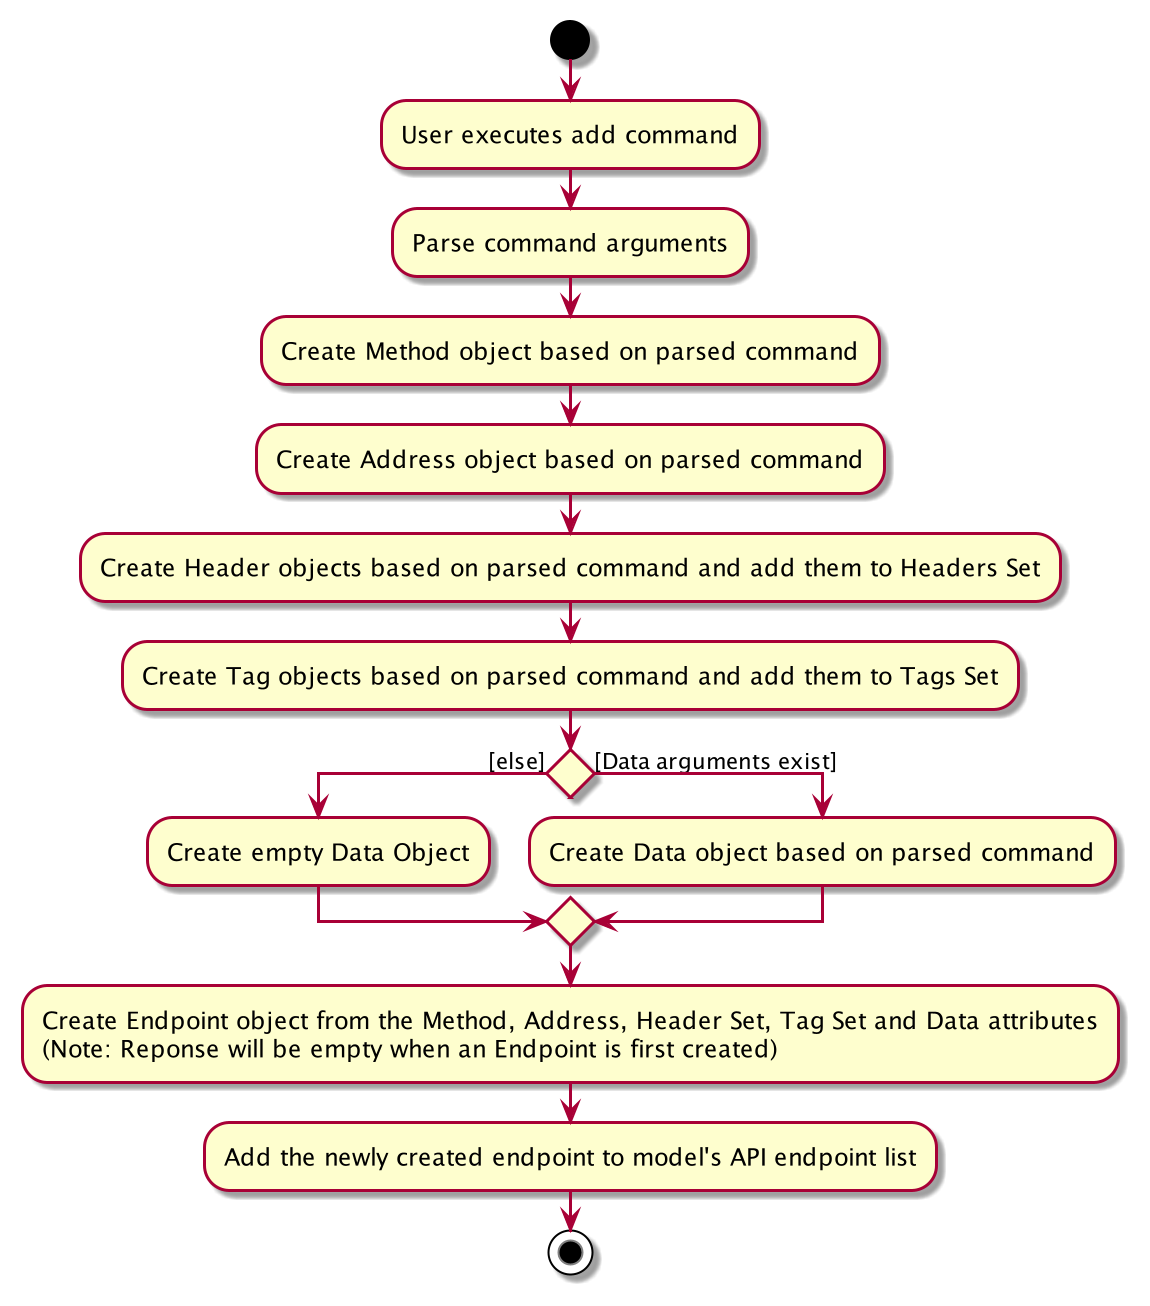 User executes add command
Parse command arguments
Create Method object based on parsed command
Create Address object based on parsed command
Create Header objects based on parsed command and add them to Headers Set
Create Tag objects based on parsed command and add them to Tags Set
[else]
[Data arguments exist]
Create empty Data Object
Create Data object based on parsed command
Create Endpoint object from the Method, Address, Header Set, Tag Set and Data attributes
(Note: Reponse will be empty when an Endpoint is first created)
Add the newly created endpoint to model's API endpoint list